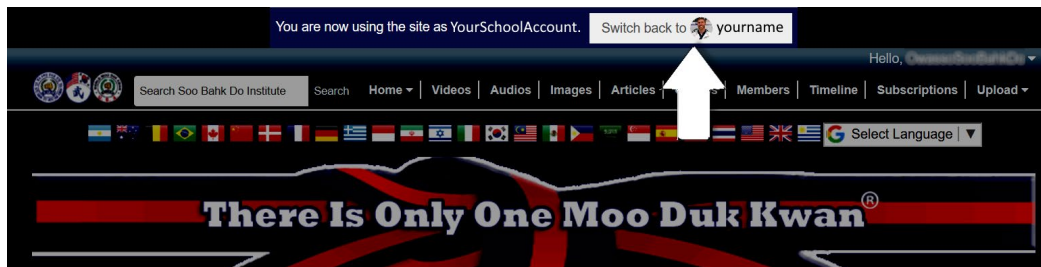 You are now using the site as YourSchoolAccount. Switch back to yourname
Hello,
Search Soo Bahk Do Institute Search Home Videos Audios Images Articles Members Timeline Subscriptions Upload
Select Language
There Is Only One Moo Duk Kwan®